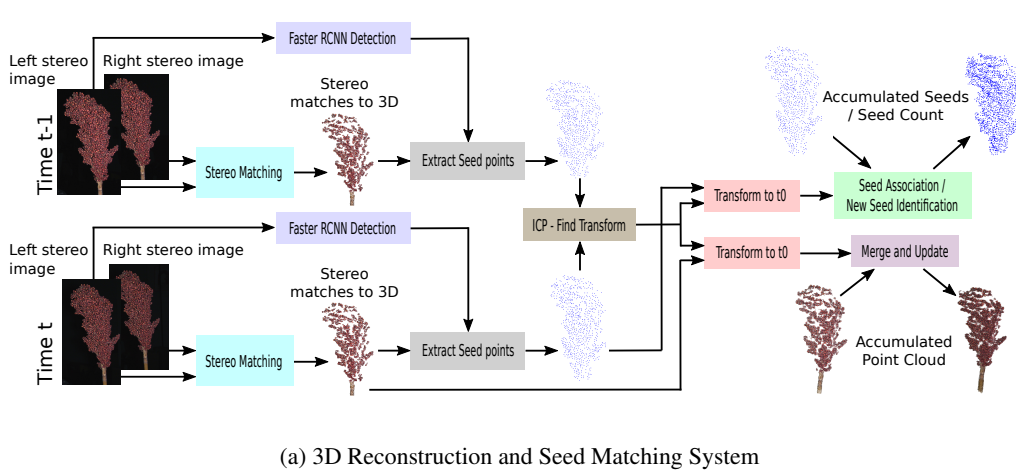 Faster RCNN Detection
Left stereo
image
Right stereo image
Time t-1
Stereo
matches to 3D
Stereo Matching
Extract Seed points
Faster RCNN Detection
Left stereo
image
Right stereo image
Time t
Stereo
matches to 3D
Stereo Matching
Extract Seed points
ICP - Find Transform
Transform to t0
Transform to t0
Accumulated Seeds
/ Seed Count
Seed Association /
New Seed Identification
Merge and Update
Accumulated
Point Cloud
(a) 3D Reconstruction and Seed Matching System